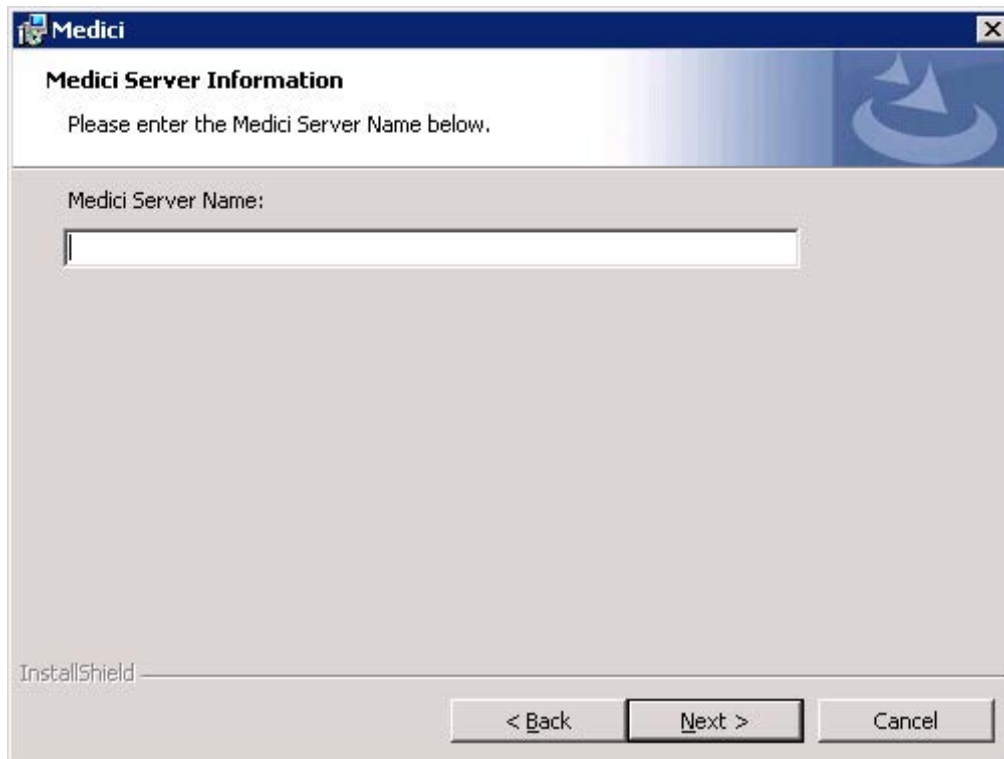 Medici
Medici Server Information
Please enter the Medici Server Name below.
Medici Server Name:
InstallShield
< Back
Next >
Cancel